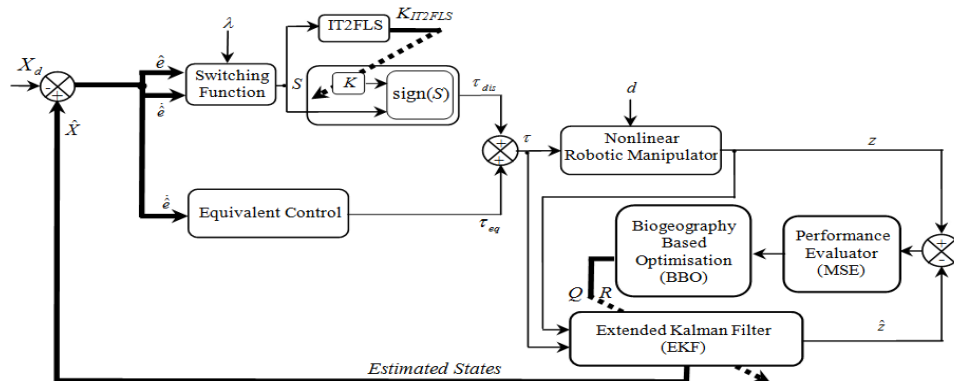 K_IT2FLS
IT2FLS
λ̂
X_d
ê
Switching
Function
S
K
sign(S)
τ_dis
d
-
+
X̂
ė̂
τ
Nonlinear
Robotic Manipulator
z
+
+
ė̂
Equivalent Control
τ_eq
Biogeography
Based
Optimisation
(BBO)
Performance
Evaluator
(MSE)
+
-
Q
R
Extended Kalman Filter
(EKF)
ẑ
Estimated States